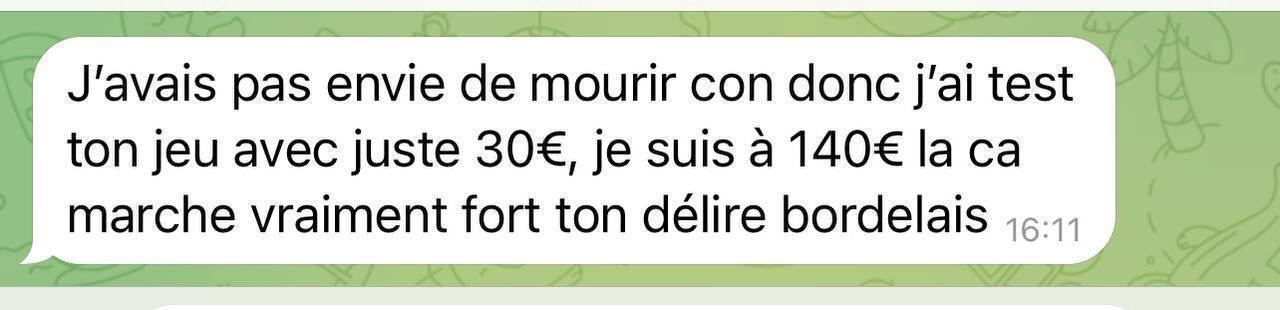 J’avais pas envie de mourir con donc j’ai test
ton jeu avec juste 30€, je suis à 140€ la ca
marche vraiment fort ton délire bordelais 16:11